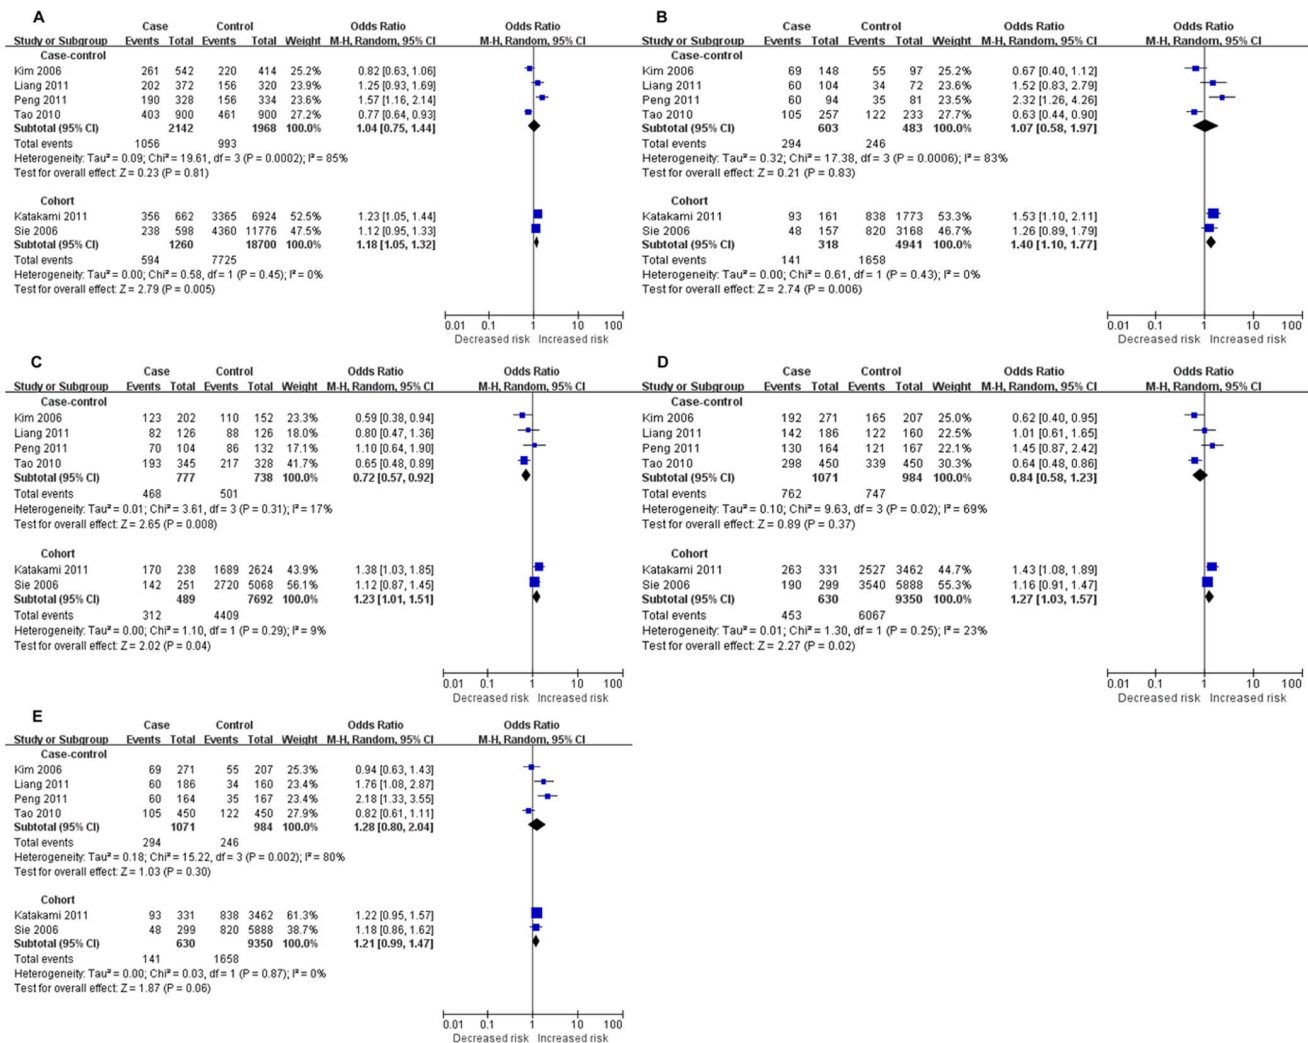 A
Case Control Odds Ratio Odds Ratio
Study or Subgroup Events Total Events Total Weight M-H, Random, 95% CI M-H, Random, 95% CI
Case-control
Kim 2006 261 542 220 414 25.2% 0.82 [0.63, 1.06]
Liang 2011 202 372 156 320 23.9% 1.25 [0.93, 1.69]
Peng 2011 190 328 156 334 23.6% 1.57 [1.16, 2.14]
Tao 2010 403 900 461 900 27.2% 0.77 [0.64, 0.93]
Subtotal (95% CI) 2142 1968 100.0% 1.04 [0.75, 1.44]
Total events 1056 993
Heterogeneity: Tau² = 0.09; Chi² = 19.61, df = 3 (P = 0.0002); I² = 85%
Test for overall effect: Z = 0.23 (P = 0.81)
Cohort
Katakami 2011 356 662 3365 6924 52.5% 1.23 [1.05, 1.44]
Sie 2006 238 598 4360 11776 47.5% 1.12 [0.95, 1.33]
Subtotal (95% CI) 1260 18700 100.0% 1.18 [1.05, 1.32]
Total events 594 7725
Heterogeneity: Tau² = 0.00; Chi² = 0.58, df = 1 (P = 0.45); I² = 0%
Test for overall effect: Z = 2.79 (P = 0.005)
0.01 0.1 1 10 100
Decreased risk Increased risk
B
Case Control Odds Ratio Odds Ratio
Study or Subgroup Events Total Events Total Weight M-H, Random, 95% CI M-H, Random, 95% CI
Case-control
Kim 2006 69 148 55 97 25.2% 0.67 [0.40, 1.12]
Liang 2011 60 104 34 72 23.6% 1.52 [0.83, 2.79]
Peng 2011 60 94 35 81 23.5% 2.32 [1.26, 4.26]
Tao 2010 105 257 122 233 27.7% 0.63 [0.44, 0.90]
Subtotal (95% CI) 603 483 100.0% 1.07 [0.58, 1.97]
Total events 294 246
Heterogeneity: Tau² = 0.32; Chi² = 17.38, df = 3 (P = 0.0006); I² = 83%
Test for overall effect: Z = 0.21 (P = 0.83)
Cohort
Katakami 2011 93 161 838 1773 53.3% 1.53 [1.10, 2.11]
Sie 2006 48 157 820 3168 46.7% 1.26 [0.89, 1.79]
Subtotal (95% CI) 318 4941 100.0% 1.40 [1.10, 1.77]
Total events 141 1658
Heterogeneity: Tau² = 0.00; Chi² = 0.61, df = 1 (P = 0.43); I² = 0%
Test for overall effect: Z = 2.74 (P = 0.006)
0.01 0.1 1 10 100
Decreased risk Increased risk
C
Case Control Odds Ratio Odds Ratio
Study or Subgroup Events Total Events Total Weight M-H, Random, 95% CI M-H, Random, 95% CI
Case-control
Kim 2006 123 202 110 152 23.3% 0.59 [0.38, 0.94]
Liang 2011 82 126 88 126 18.0% 0.80 [0.47, 1.36]
Peng 2011 70 104 86 132 17.1% 1.10 [0.64, 1.90]
Tao 2010 193 345 217 328 41.7% 0.65 [0.48, 0.89]
Subtotal (95% CI) 777 738 100.0% 0.72 [0.57, 0.92]
Total events 468 501
Heterogeneity: Tau² = 0.01; Chi² = 3.61, df = 3 (P = 0.31); I² = 17%
Test for overall effect: Z = 2.65 (P = 0.008)
Cohort
Katakami 2011 170 238 1689 2624 43.9% 1.38 [1.03, 1.85]
Sie 2006 142 251 2720 5068 56.1% 1.12 [0.87, 1.45]
Subtotal (95% CI) 489 7692 100.0% 1.23 [1.01, 1.51]
Total events 312 4409
Heterogeneity: Tau² = 0.00; Chi² = 1.10, df = 1 (P = 0.29); I² = 9%
Test for overall effect: Z = 2.02 (P = 0.04)
0.01 0.1 1 10 100
Decreased risk Increased risk
D
Case Control Odds Ratio Odds Ratio
Study or Subgroup Events Total Events Total Weight M-H, Random, 95% CI M-H, Random, 95% CI
Case-control
Kim 2006 192 271 165 207 25.0% 0.62 [0.40, 0.95]
Liang 2011 142 186 122 160 22.5% 1.01 [0.61, 1.65]
Peng 2011 130 164 121 167 22.1% 1.45 [0.87, 2.42]
Tao 2010 298 450 339 450 30.3% 0.64 [0.48, 0.86]
Subtotal (95% CI) 1071 984 100.0% 0.84 [0.58, 1.23]
Total events 762 747
Heterogeneity: Tau² = 0.10; Chi² = 9.63, df = 3 (P = 0.02); I² = 69%
Test for overall effect: Z = 0.89 (P = 0.37)
Cohort
Katakami 2011 263 331 2527 3462 44.7% 1.43 [1.08, 1.89]
Sie 2006 190 299 3540 5888 55.3% 1.16 [0.91, 1.47]
Subtotal (95% CI) 630 9350 100.0% 1.27 [1.03, 1.57]
Total events 453 6067
Heterogeneity: Tau² = 0.01; Chi² = 1.30, df = 1 (P = 0.25); I² = 23%
Test for overall effect: Z = 2.27 (P = 0.02)
0.01 0.1 1 10 100
Decreased risk Increased risk
E
Case Control Odds Ratio Odds Ratio
Study or Subgroup Events Total Events Total Weight M-H, Random, 95% CI M-H, Random, 95% CI
Case-control
Kim 2006 69 271 55 207 25.3% 0.94 [0.63, 1.43]
Liang 2011 60 186 34 160 23.4% 1.76 [1.08, 2.87]
Peng 2011 60 164 35 167 23.4% 2.18 [1.33, 3.55]
Tao 2010 105 450 122 450 27.9% 0.82 [0.61, 1.11]
Subtotal (95% CI) 1071 984 100.0% 1.28 [0.80, 2.04]
Total events 294 246
Heterogeneity: Tau² = 0.18; Chi² = 15.22, df = 3 (P = 0.002); I² = 80%
Test for overall effect: Z = 1.03 (P = 0.30)
Cohort
Katakami 2011 93 331 838 3462 61.3% 1.22 [0.95, 1.57]
Sie 2006 48 299 820 5888 38.7% 1.18 [0.86, 1.62]
Subtotal (95% CI) 630 9350 100.0% 1.21 [0.99, 1.47]
Total events 141 1658
Heterogeneity: Tau² = 0.00; Chi² = 0.03, df = 1 (P = 0.87); I² = 0%
Test for overall effect: Z = 1.87 (P = 0.06)
0.01 0.1 1 10 100
Decreased risk Increased risk